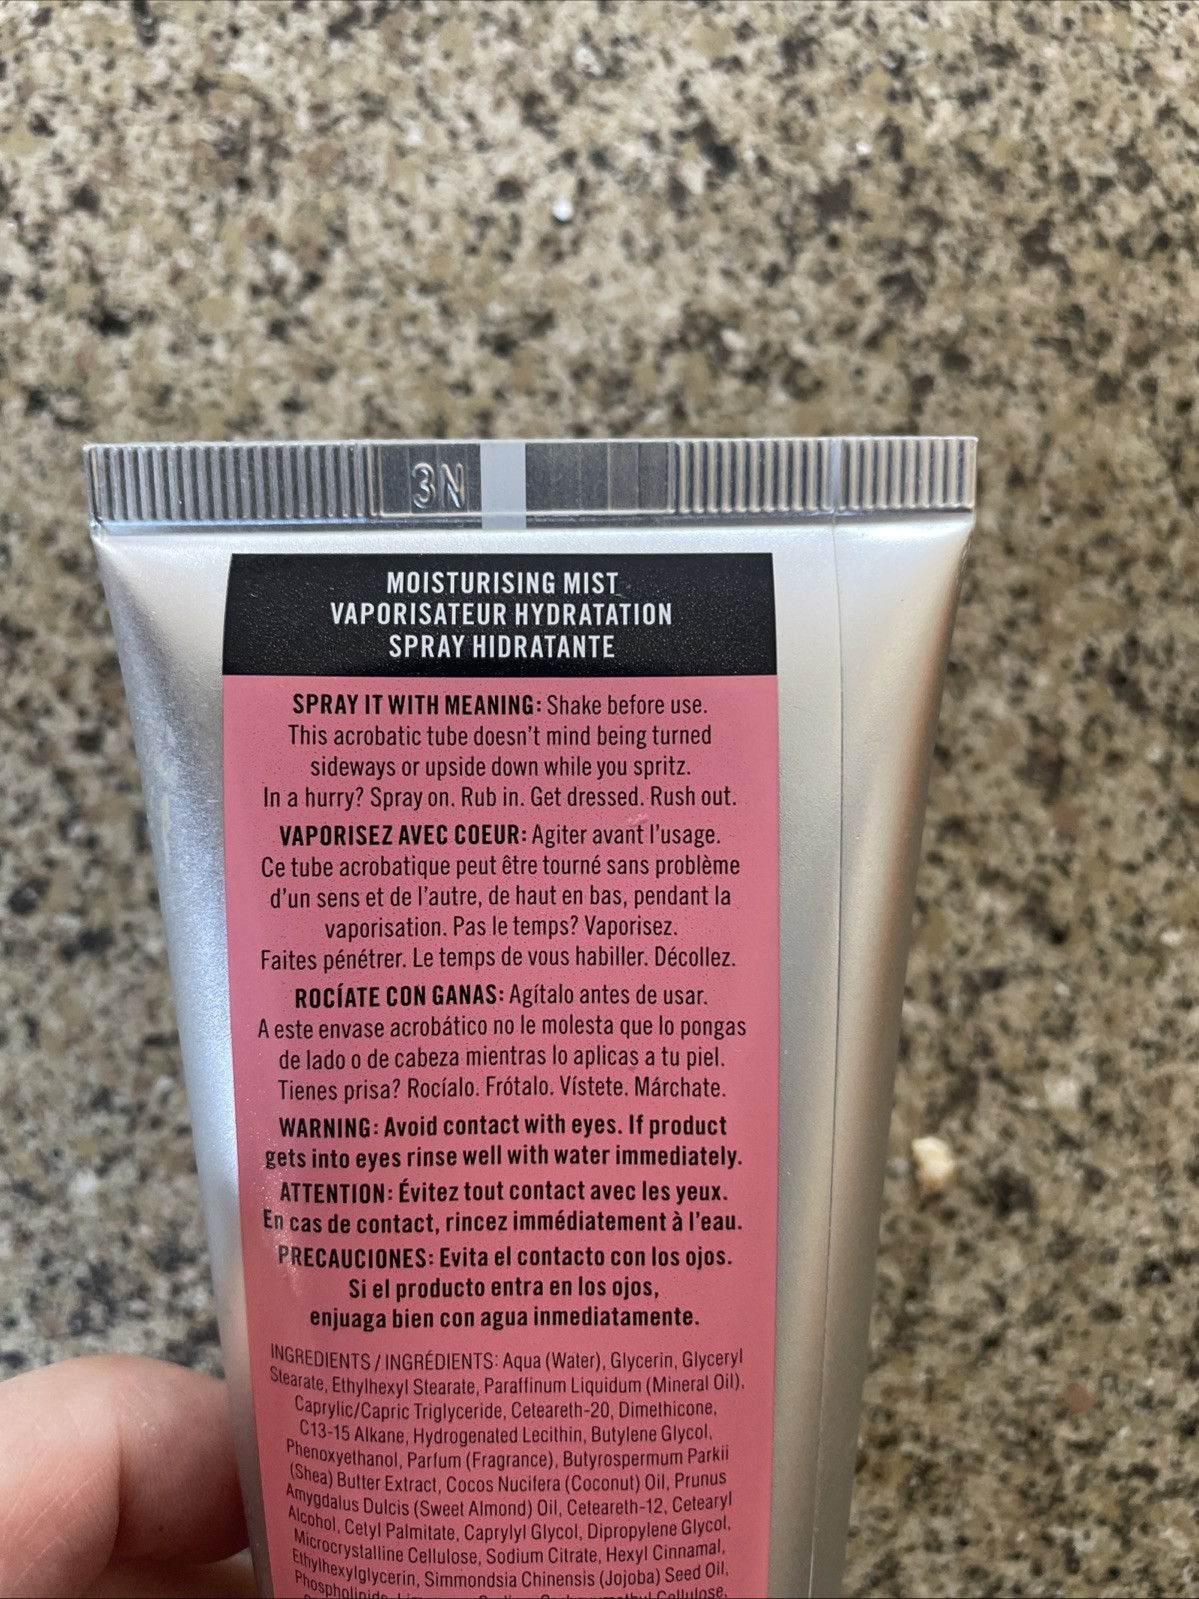 3N
MOISTURISING MIST
VAPORISATEUR HYDRATATION
SPRAY HIDRATANTE
SPRAY IT WITH MEANING: Shake before use.
This acrobatic tube doesn't mind being turned
sideways or upside down while you spritz.
In a hurry? Spray on. Rub in. Get dressed. Rush out.
VAPORISEZ AVEC COEUR: Agiter avant l'usage.
Ce tube acrobatique peut être tourné sans problème
d'un sens et de l'autre, de haut en bas, pendant la
vaporisation. Pas le temps? Vaporisez.
Faites pénétrer. Le temps de vous habiller. Décollez.
ROCÍATE CON GANAS: Agítalo antes de usar.
A este envase acrobático no le molesta que lo pongas
de lado o de cabeza mientras lo aplicas a tu piel.
Tienes prisa? Rocíalo. Frótalo. Vístete. Márchate.
WARNING: Avoid contact with eyes. If product
gets into eyes rinse well with water immediately.
ATTENTION: Évitez tout contact avec les yeux.
En cas de contact, rincez immédiatement à l'eau.
PRECAUCIONES: Evita el contacto con los ojos.
Si el producto entra en los ojos,
enjuaga bien con agua inmediatamente.
INGREDIENTS / INGRÉDIENTS: Aqua (Water), Glycerin, Glyceryl
Stearate, Ethylhexyl Stearate, Paraffinum Liquidum (Mineral Oil),
Caprylic/Capric Triglyceride, Ceteareth-20, Dimethicone,
C13-15 Alkane, Hydrogenated Lecithin, Butylene Glycol,
Phenoxyethanol, Parfum (Fragrance), Butyrospermum Parkii
(Shea) Butter Extract, Cocos Nucifera (Coconut) Oil, Prunus
Amygdalus Dulcis (Sweet Almond) Oil, Ceteareth-12, Cetearyl
Alcohol, Cetyl Palmitate, Caprylyl Glycol, Dipropylene Glycol,
Microcrystalline Cellulose, Sodium Citrate, Hexyl Cinnamal,
Ethylhexylglycerin, Simmondsia Chinensis (Jojoba) Seed Oil,
Phospholipids, Cellulose,